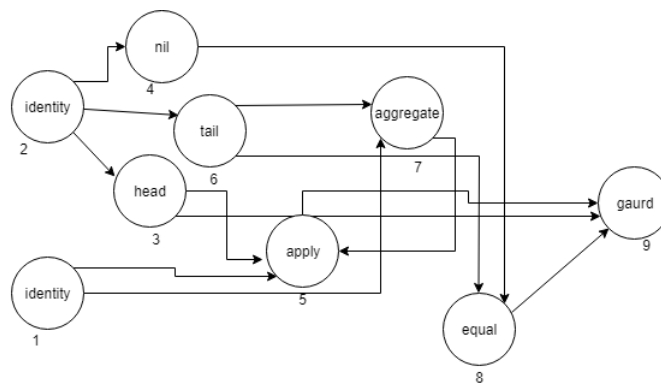 nil
4
identity
2
tail
6
aggregate
7
head
3
apply
5
gaurd
9
identity
1
equal
8